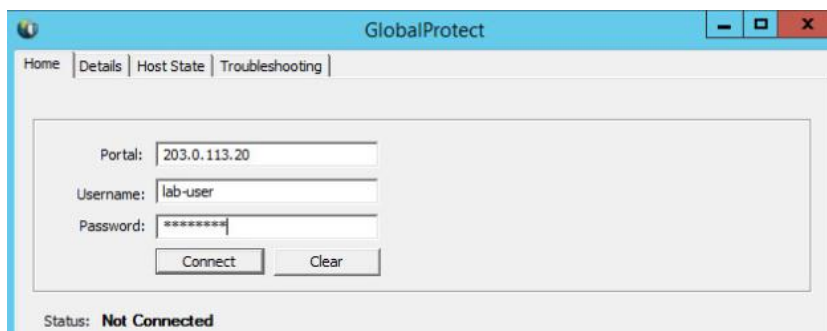 GlobalProtect
Home Details Host State Troubleshooting
Portal: 203.0.113.20
Username: lab-user
Password: ********
Connect Clear
Status: Not Connected